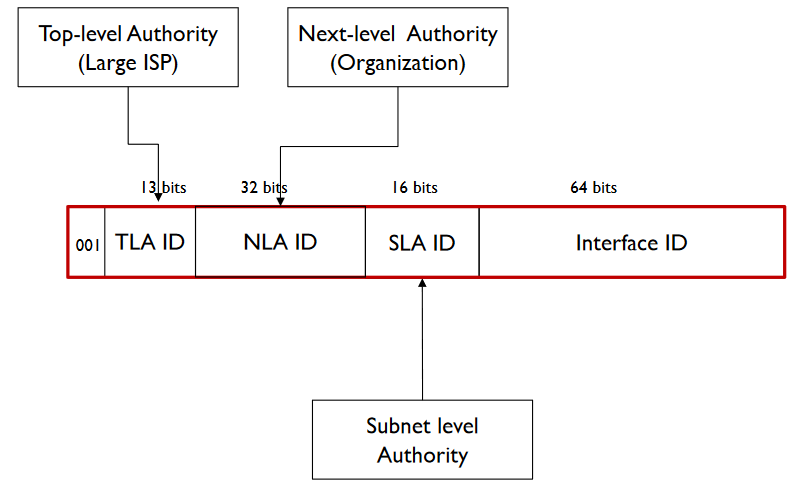 Top-level Authority
(Large ISP)
Next-level  Authority
(Organization)
13 bits
32 bits
16 bits
64 bits
001
TLA ID
NLA ID
SLA ID
Interface ID
Subnet level
Authority